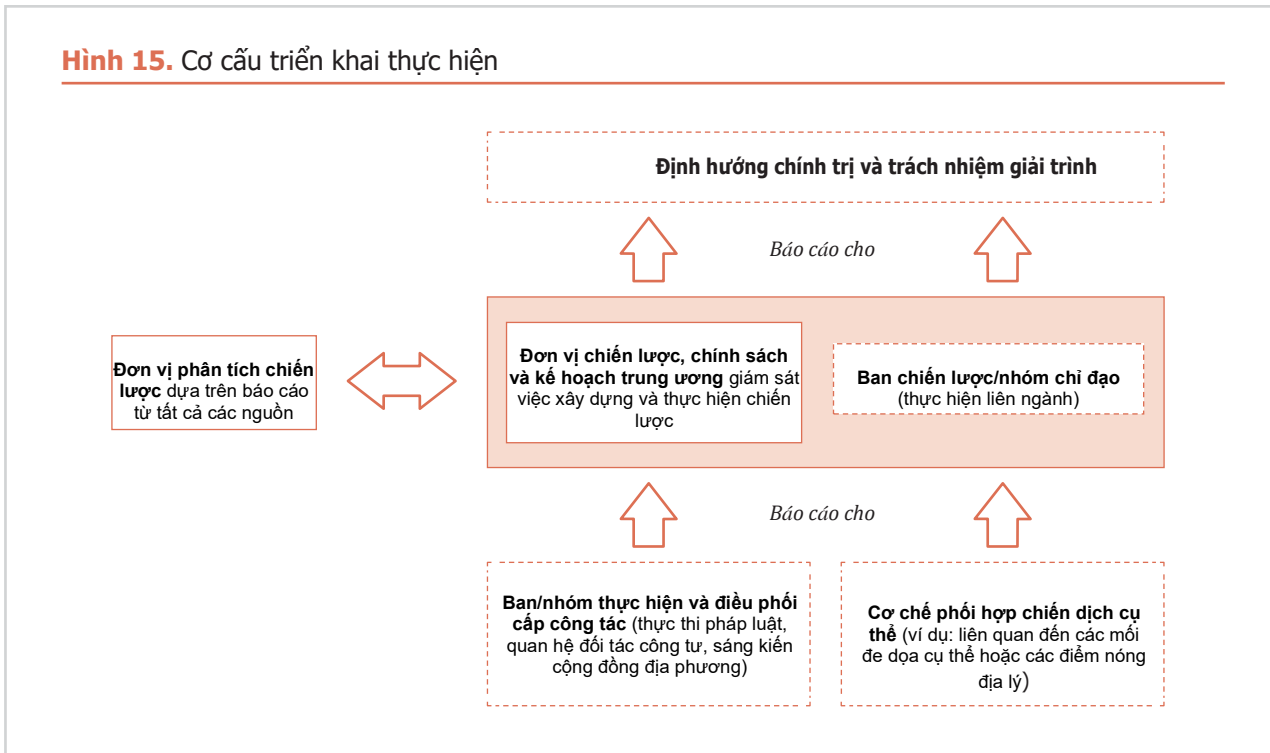 Hình 15. Cơ cấu triển khai thực hiện
Định hướng chính trị và trách nhiệm giải trình
Báo cáo cho
Đơn vị phân tích chiến
lược dựa trên báo cáo
từ tất cả các nguồn
Đơn vị chiến lược, chính sách
và kế hoạch trung ương giám sát
việc xây dựng và thực hiện chiến
lược
Ban chiến lược/nhóm chỉ đạo
(thực hiện liên ngành)
Báo cáo cho
Ban/nhóm thực hiện và điều phối
cấp công tác (thực thi pháp luật,
quan hệ đối tác công tư, sáng kiến
cộng đồng địa phương)
Cơ chế phối hợp chiến dịch cụ
thể (ví dụ: liên quan đến các mối
đe dọa cụ thể hoặc các điểm nóng
địa lý)